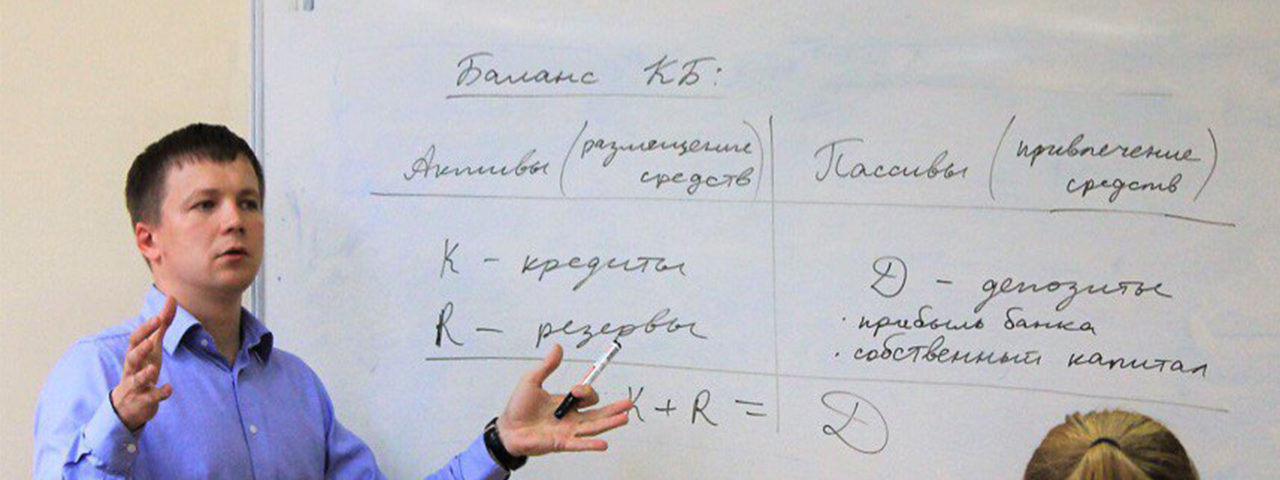 Баланс КБ:
Активы (размещение средств)
Пассивы (привлечение средств)
К – кредиты
R – резервы
D – депозиты
· прибыль банка
· собственный капитал
K + R = D